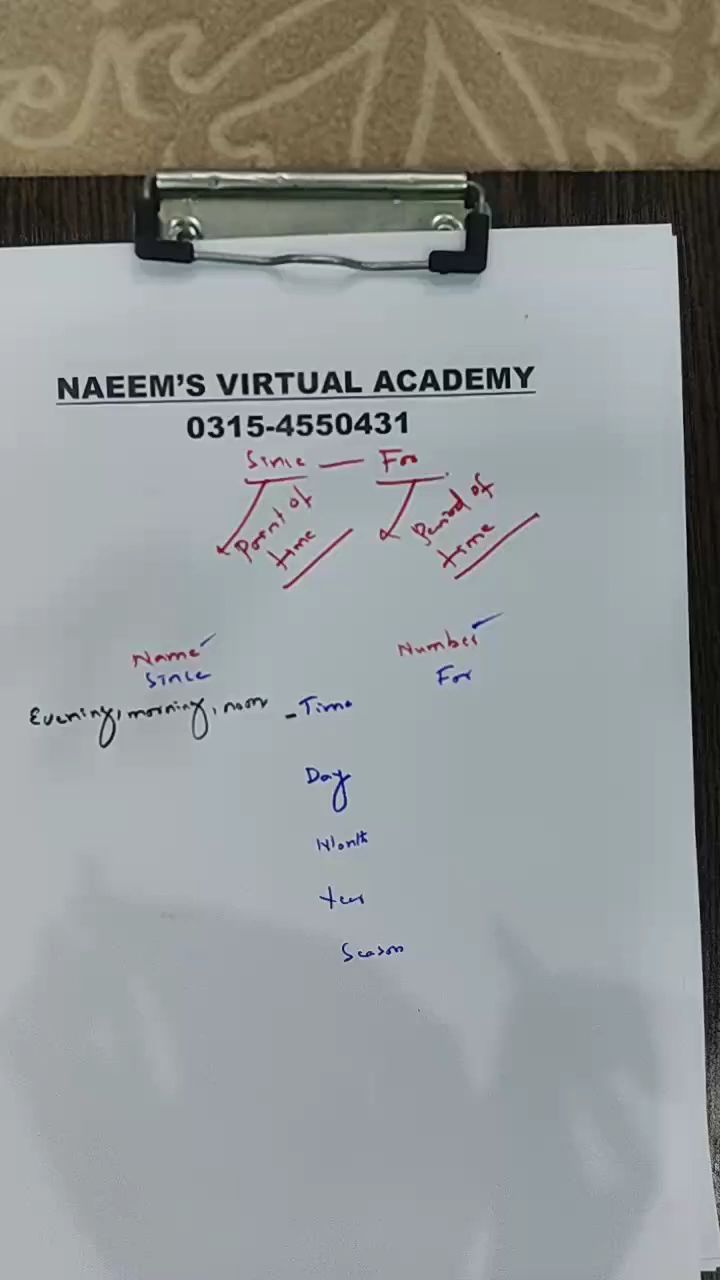 NAEEM'S VIRTUAL ACADEMY
0315-4550431
Since — For
Point of
time
Period of
time
Name Number
Since For
Evening, morning, noon - Time
Day
Month
Year
Season